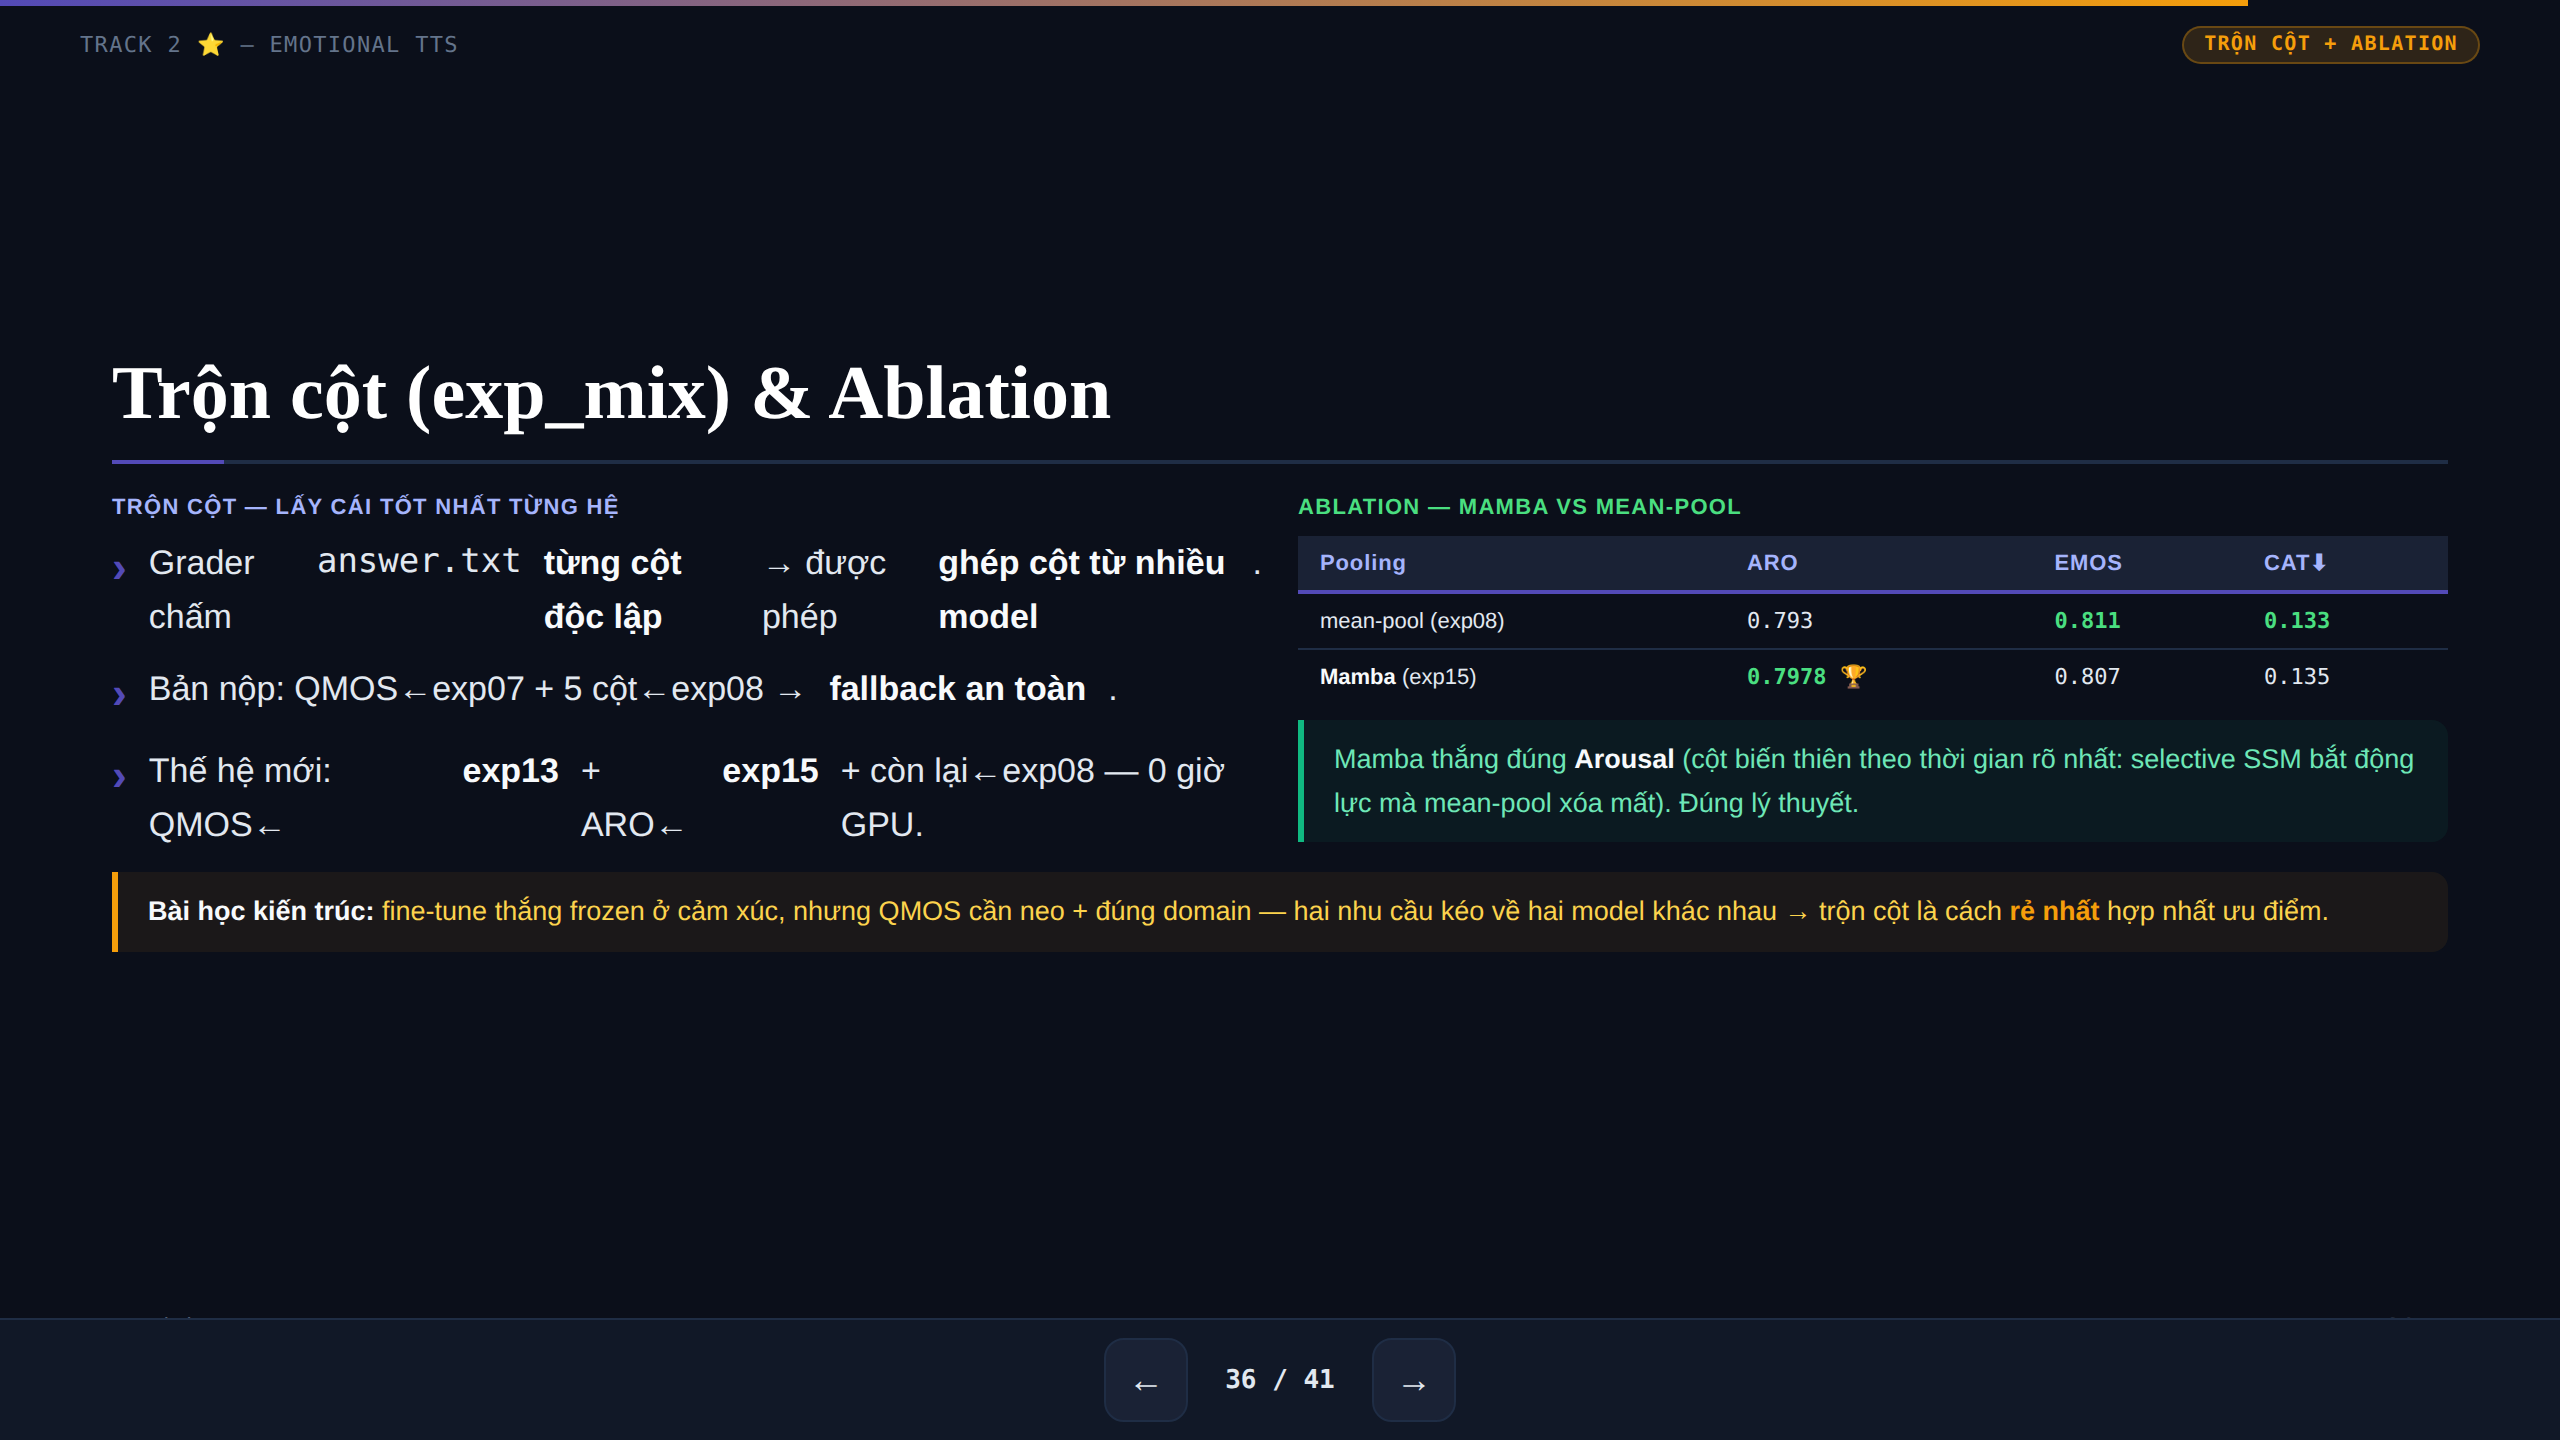 TRACK 2 ⭐ — EMOTIONAL TTS
TRỘN CỘT + ABLATION
Trộn cột (exp_mix) & Ablation
TRỘN CỘT — LẤY CÁI TỐT NHẤT TỪNG HỆ
› Grader chấm answer.txt từng cột độc lập → được phép ghép cột từ nhiều model .
› Bản nộp: QMOS←exp07 + 5 cột←exp08 → fallback an toàn .
› Thế hệ mới: QMOS← exp13 + ARO← exp15 + còn lại←exp08 — 0 giờ GPU.
ABLATION — MAMBA VS MEAN-POOL
Pooling ARO EMOS CAT⬇
mean-pool (exp08) 0.793 0.811 0.133
Mamba (exp15) 0.7978 🏆 0.807 0.135
Mamba thắng đúng Arousal (cột biến thiên theo thời gian rõ nhất: selective SSM bắt động
lực mà mean-pool xóa mất). Đúng lý thuyết.
Bài học kiến trúc: fine-tune thắng frozen ở cảm xúc, nhưng QMOS cần neo + đúng domain — hai nhu cầu kéo về hai model khác nhau → trộn cột là cách rẻ nhất hợp nhất ưu điểm.
← 36 / 41 →